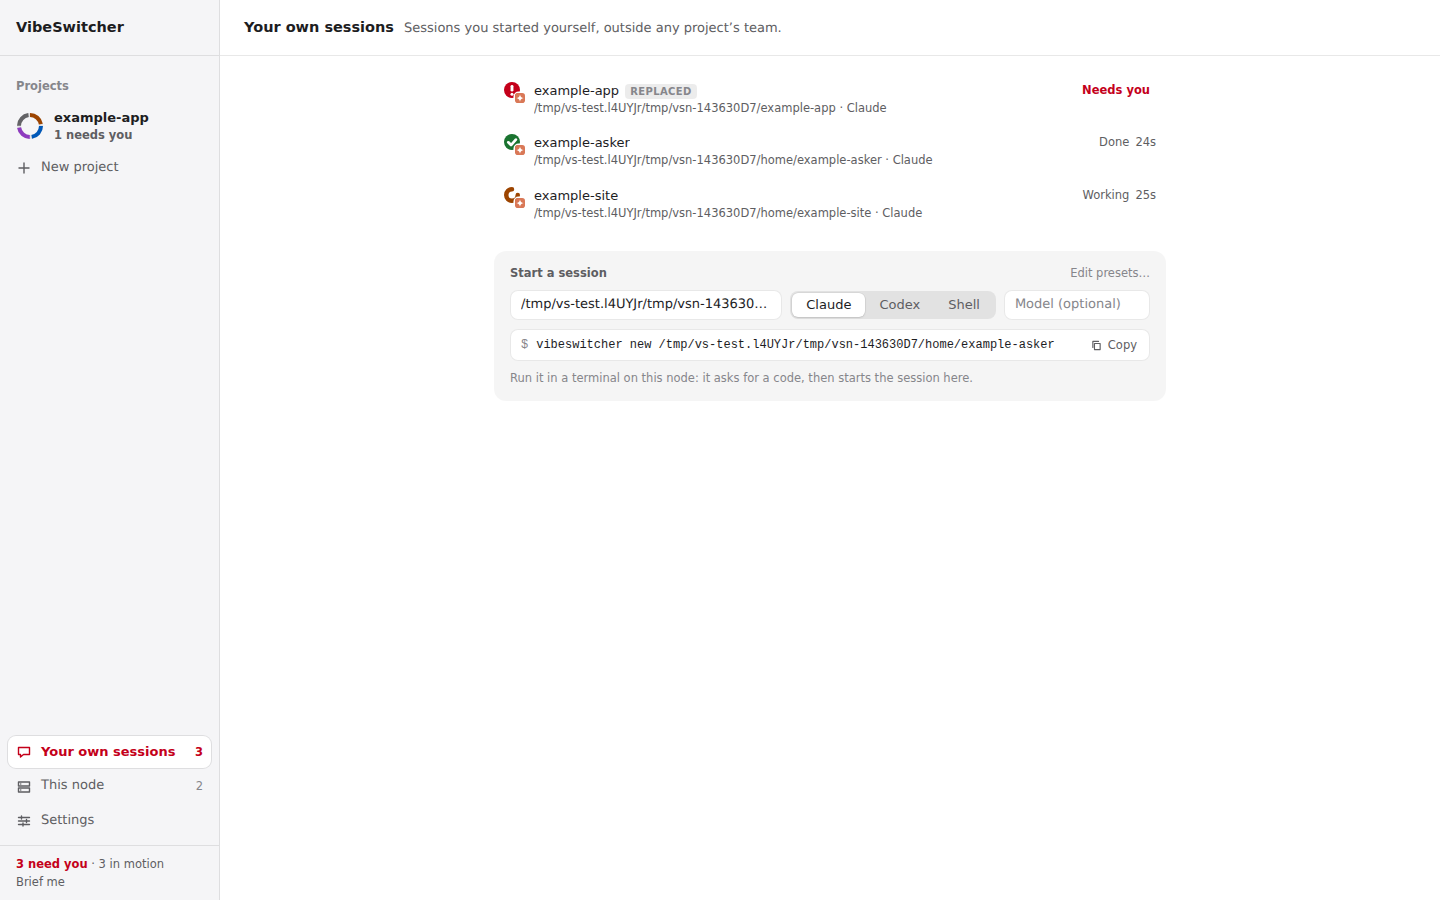 VibeSwitcher
Your own sessions Sessions you started yourself, outside any project's team.
Projects
example-app
1 needs you
New project
example-app REPLACED Needs you
/tmp/vs-test.l4UYJr/tmp/vsn-143630D7/example-app · Claude
example-asker Done 24s
/tmp/vs-test.l4UYJr/tmp/vsn-143630D7/home/example-asker · Claude
example-site Working 25s
/tmp/vs-test.l4UYJr/tmp/vsn-143630D7/home/example-site · Claude
Start a session Edit presets...
/tmp/vs-test.l4UYJr/tmp/vsn-143630... Claude Codex Shell Model (optional)
$ vibeswitcher new /tmp/vs-test.l4UYJr/tmp/vsn-143630D7/home/example-asker Copy
Run it in a terminal on this node: it asks for a code, then starts the session here.
Your own sessions 3
This node 2
Settings
3 need you · 3 in motion
Brief me